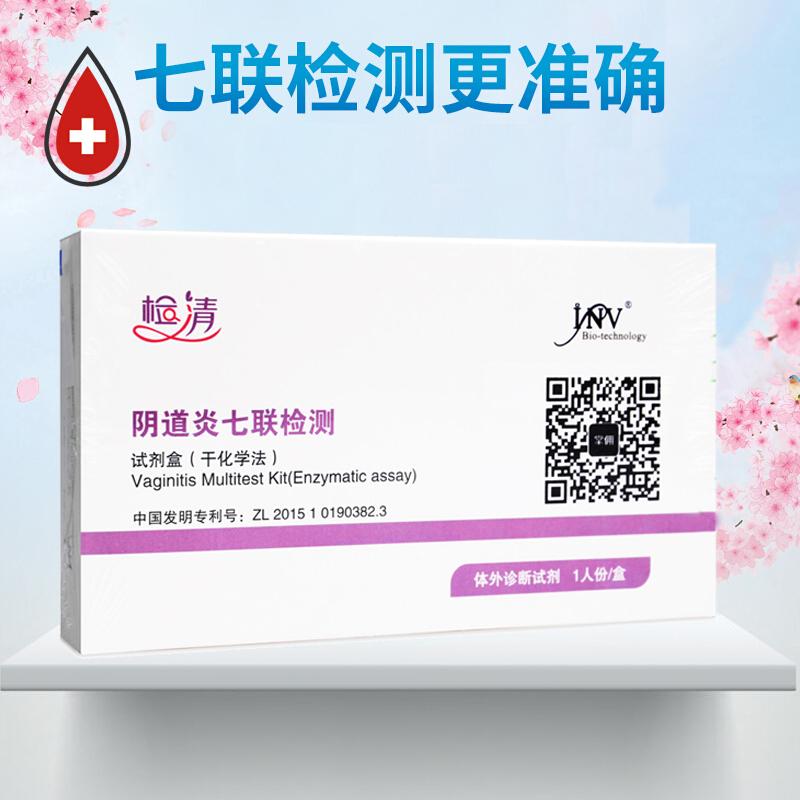 七联检测更准确
检清
JNV®
Bio-technology
阴道炎七联检测
试剂盒（干化学法）
Vaginitis Multitest Kit(Enzymatic assay)
中国发明专利号：ZL 2015 1 0190382.3
掌俪
体外诊断试剂 1人份/盒